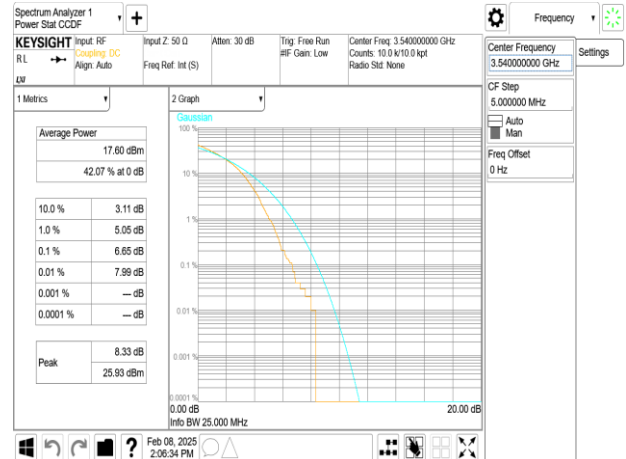 Spectrum Analyzer 1
Power Stat CCDF
Frequency
KEYSIGHT
Input: RF
Input Z: 50 Ω
Atten: 30 dB
Trig: Free Run
Center Freq: 3.540000000 GHz
Coupling: DC
#IF Gain: Low
Counts: 10.0 k/10.0 kpt
RL
Align: Auto
Freq Ref: Int (S)
Radio Std: None
LXI
Center Frequency
3.540000000 GHz
Settings
CF Step
5.000000 MHz
Auto
Man
Freq Offset
0 Hz
1 Metrics
2 Graph
Average Power
17.60 dBm
42.07 % at 0 dB
10.0 % 3.11 dB
1.0 % 5.05 dB
0.1 % 6.65 dB
0.01 % 7.99 dB
0.001 % — dB
0.0001 % — dB
Peak
8.33 dB
25.93 dBm
Gaussian
100 %
10 %
1 %
0.1 %
0.01 %
0.001 %
0.0001 %
0.00 dB
20.00 dB
Info BW 25.000 MHz
?
Feb 08, 2025
2:06:34 PM